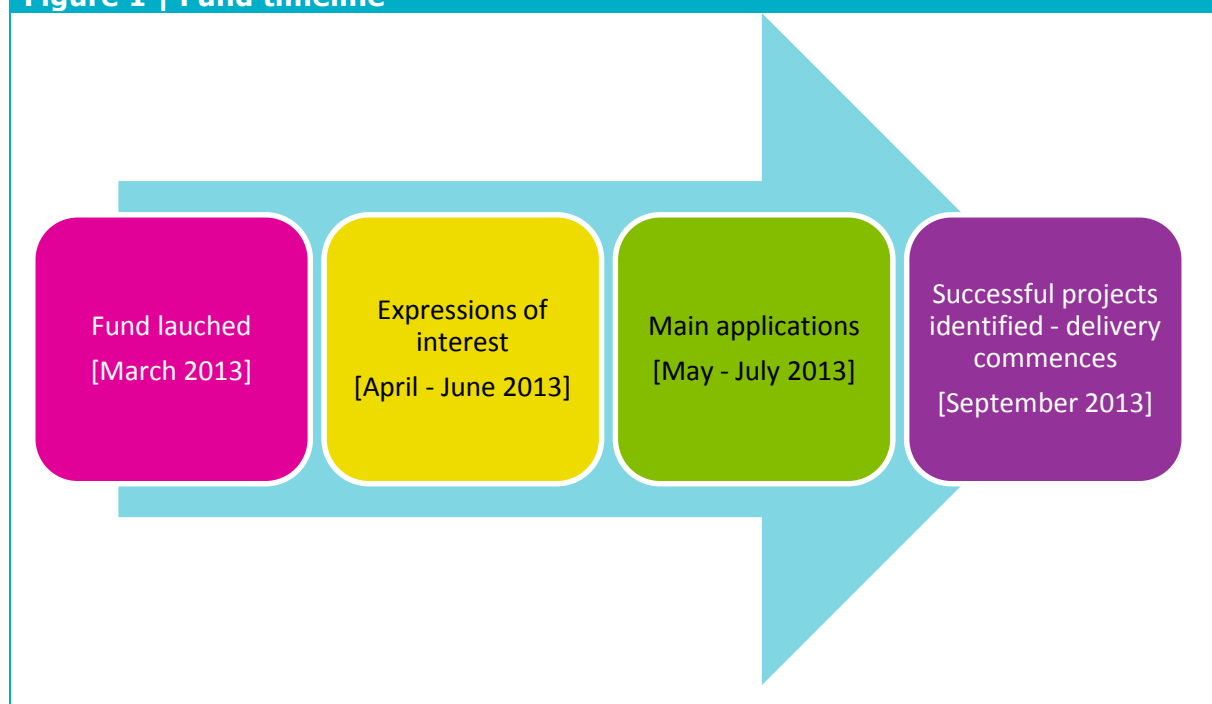 Figure 1 | Fund timeline
Fund lauched
[March 2013]
Expressions of
interest
[April - June 2013]
Main applications
[May - July 2013]
Successful projects
identified - delivery
commences
[September 2013]